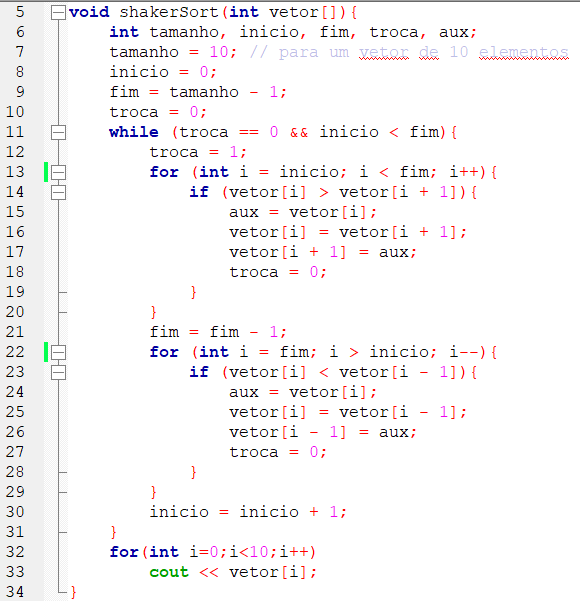 5 void shakerSort(int vetor[]){
6     int tamanho, inicio, fim, troca, aux;
7     tamanho = 10; // para um vetor de 10 elementos
8     inicio = 0;
9     fim = tamanho - 1;
10     troca = 0;
11     while (troca == 0 && inicio < fim){
12         troca = 1;
13         for (int i = inicio; i < fim; i++){
14             if (vetor[i] > vetor[i + 1]){
15                 aux = vetor[i];
16                 vetor[i] = vetor[i + 1];
17                 vetor[i + 1] = aux;
18                 troca = 0;
19             }
20         }
21         fim = fim - 1;
22         for (int i = fim; i > inicio; i--){
23             if (vetor[i] < vetor[i - 1]){
24                 aux = vetor[i];
25                 vetor[i] = vetor[i - 1];
26                 vetor[i - 1] = aux;
27                 troca = 0;
28             }
29         }
30         inicio = inicio + 1;
31     }
32     for(int i=0;i<10;i++)
33         cout << vetor[i];
34 }